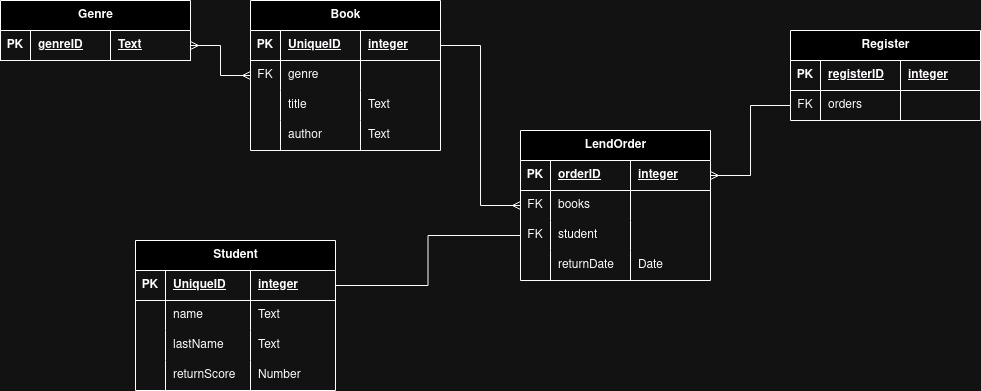 Genre
PK genreID Text
Book
PK UniqueID integer
FK genre
title Text
author Text
Register
PK registerID integer
FK orders
LendOrder
PK orderID integer
FK books
FK student
returnDate Date
Student
PK UniqueID integer
name Text
lastName Text
returnScore Number